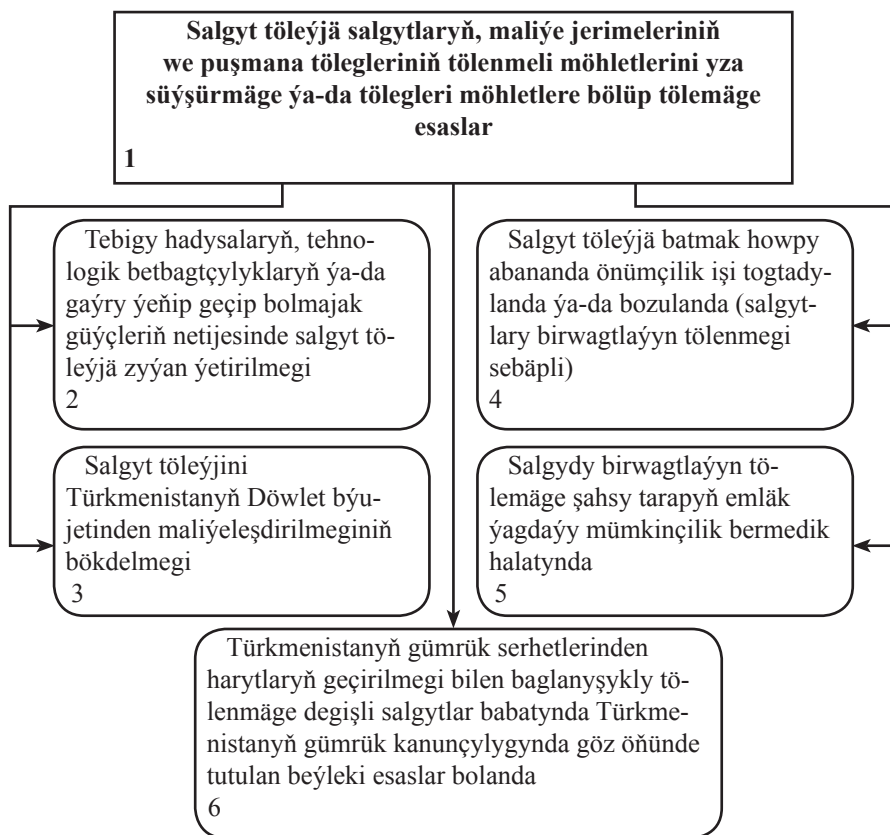 Salgyt töleýjä salgytlaryň, maliýe jerimeleriniň
we puşmana tölegleriniň tölenmeli möhletlerini yza
süýşürmäge ýa-da tölegleri möhletlere bölüp tölemäge
esaslar
1
Tebigy hadysalaryň, tehno-
logik betbagtçylyklaryň ýa-da
gaýry ýeňip geçip bolmajak
güýçleriň netijesinde salgyt tö-
leýjä zyýan ýetirilmegi
2
Salgyt töleýjä batmak howpy
abananda önümçilik işi togtady-
landa ýa-da bozulanda (salgyt-
lary birwagtlaýyn tölenmegi
sebäpli)
4
Salgyt töleýjini
Türkmenistanyň Döwlet býu-
jetinden maliýeleşdirilmeginiň
bökdelmegi
3
Salgydy birwagtlaýyn tö-
lemäge şahsy tarapyň emläk
ýagdaýy mümkinçilik bermedik
halatynda
5
Türkmenistanyň gümrük serhetlerinden
harytlaryň geçirilmegi bilen baglanyşykly tö-
lenmäge degişli salgytlar babatynda Türkme-
nistanyň gümrük kanunçylygynda göz öňünde
tutulan beýleki esaslar bolanda
6